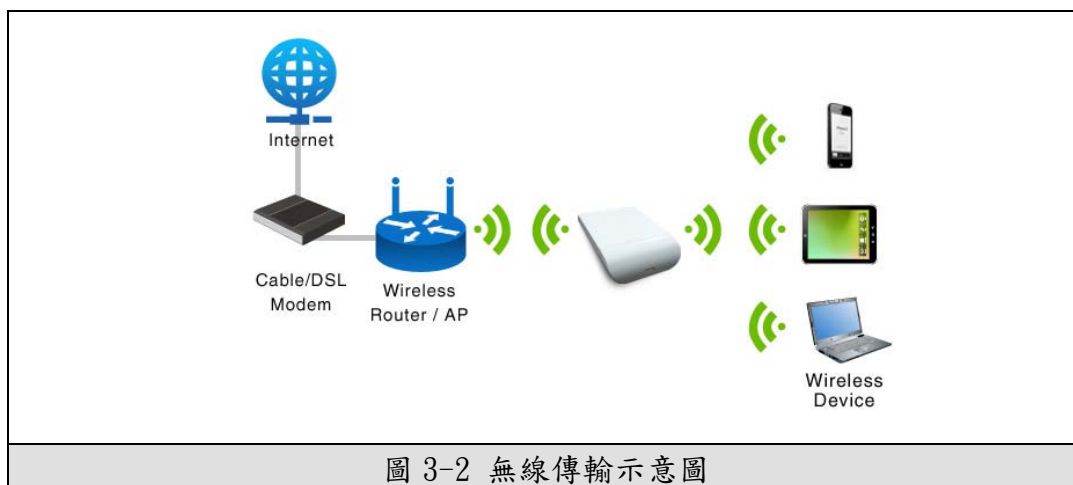 Internet
Cable/DSL
Modem
Wireless
Router / AP
Wireless
Device
圖 3-2 無線傳輸示意圖